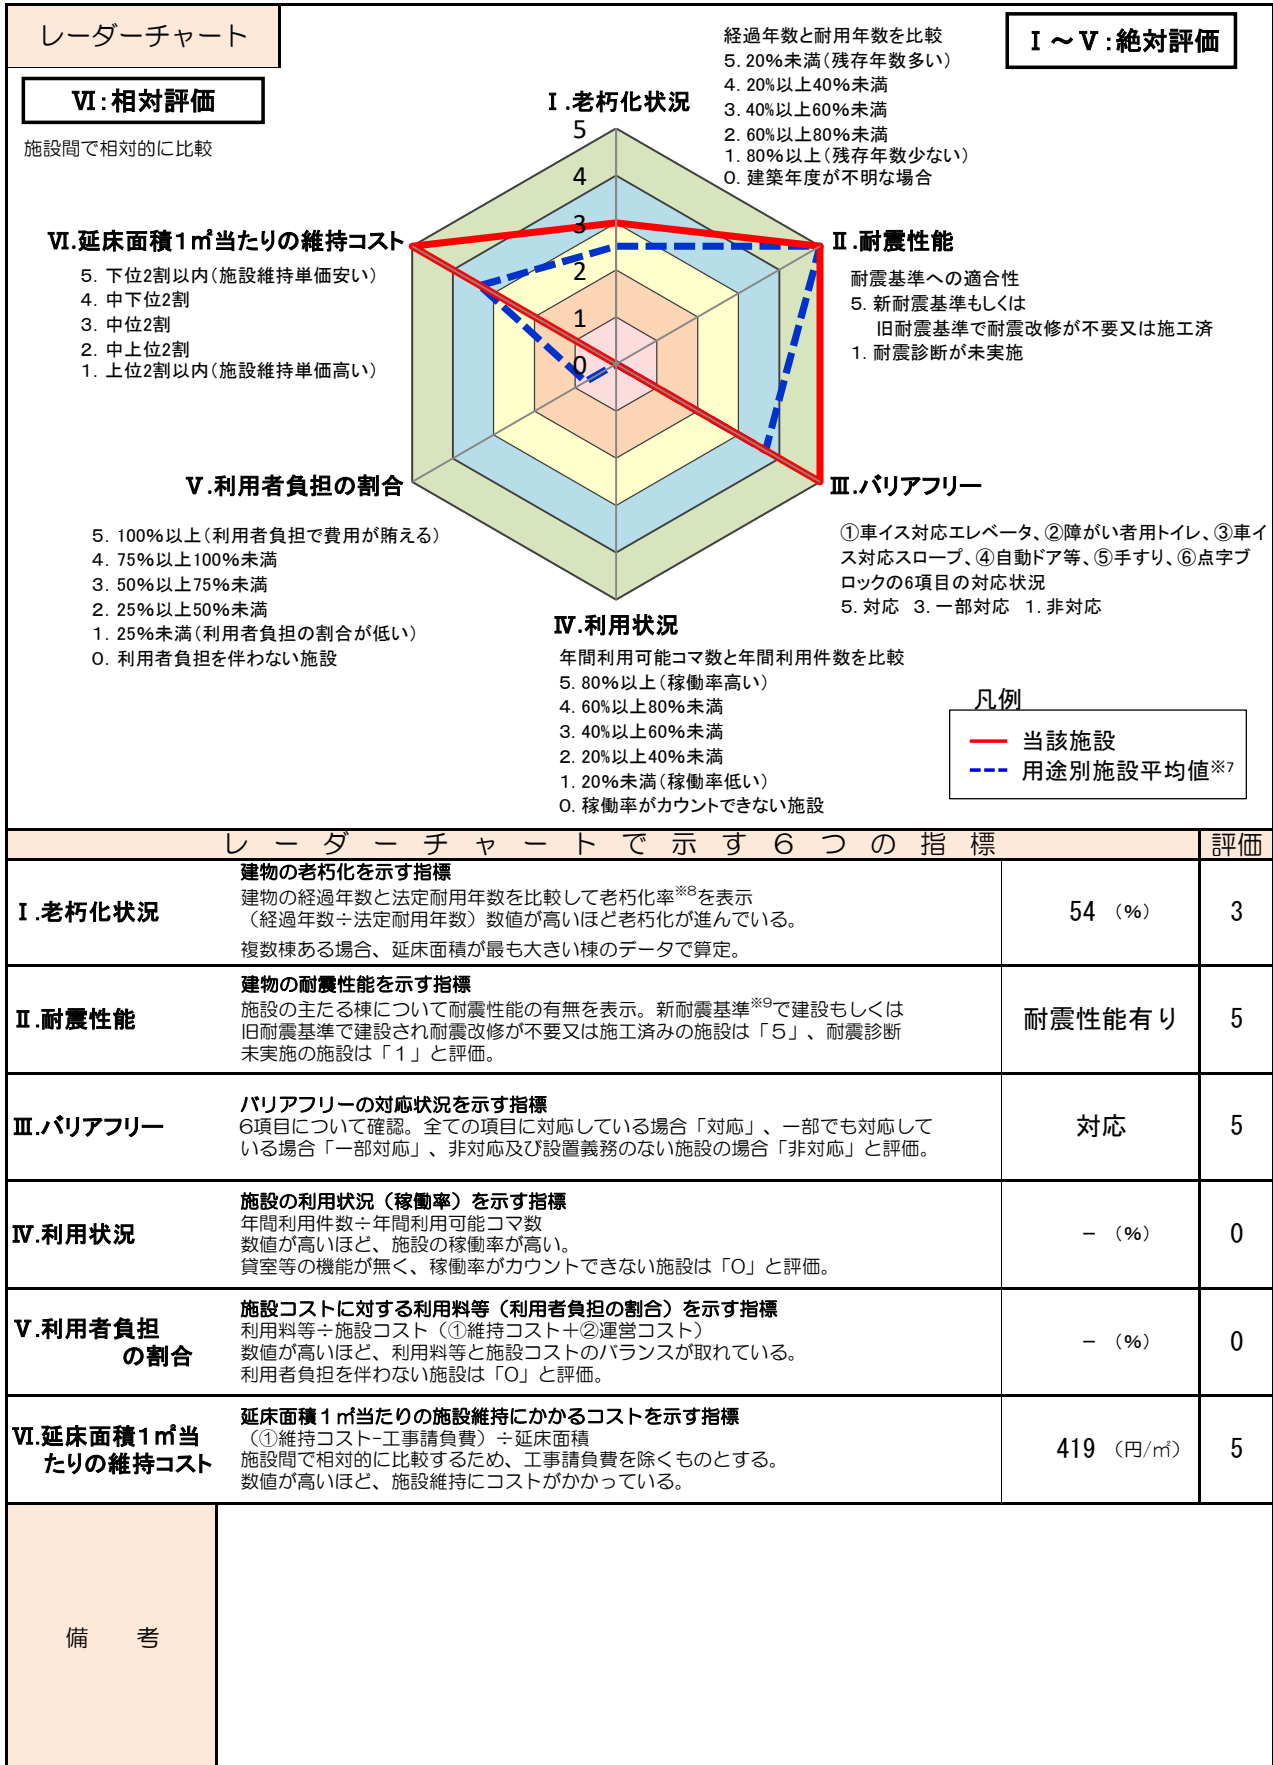 レーダーチャート
Ⅵ：相対評価
施設間で相対的に比較
Ⅰ～Ⅴ：絶対評価
Ⅰ.老朽化状況
経過年数と耐用年数を比較
5. 20%未満（残存年数多い）
4. 20%以上40%未満
3. 40%以上60%未満
2. 60%以上80%未満
1. 80%以上（残存年数少ない）
0. 建築年度が不明な場合
5
4
3
2
1
0
Ⅱ.耐震性能
耐震基準への適合性
5. 新耐震基準もしくは
旧耐震基準で耐震改修が不要又は施工済
1. 耐震診断が未実施
Ⅵ.延床面積1㎡当たりの維持コスト
5. 下位2割以内（施設維持単価安い）
4. 中下位2割
3. 中位2割
2. 中上位2割
1. 上位2割以内（施設維持単価高い）
Ⅴ.利用者負担の割合
5. 100%以上（利用者負担で費用が賄える）
4. 75%以上100%未満
3. 50%以上75%未満
2. 25%以上50%未満
1. 25%未満（利用者負担の割合が低い）
0. 利用者負担を伴わない施設
Ⅲ.バリアフリー
①車イス対応エレベータ、②障がい者用トイレ、③車イ
ス対応スロープ、④自動ドア等、⑤手すり、⑥点字ブ
ロックの6項目の対応状況
5. 対応 3. 一部対応 1. 非対応
Ⅳ.利用状況
年間利用可能コマ数と年間利用件数を比較
5. 80%以上（稼働率高い）
4. 60%以上80%未満
3. 40%以上60%未満
2. 20%以上40%未満
1. 20%未満（稼働率低い）
0. 稼働率がカウントできない施設
凡例
当該施設
用途別施設平均値※7
レーダーチャートで示す6つの指標 評価
Ⅰ.老朽化状況
建物の老朽化を示す指標
建物の経過年数と法定耐用年数を比較して老朽化率※8を表示
（経過年数÷法定耐用年数）数値が高いほど老朽化が進んでいる。
複数棟ある場合、延床面積が最も大きい棟のデータで算定。
54 （%） 3
Ⅱ.耐震性能
建物の耐震性能を示す指標
施設の主たる棟について耐震性能の有無を表示。新耐震基準※9で建設もしくは
旧耐震基準で建設され耐震改修が不要又は施工済みの施設は「5」、耐震診断
未実施の施設は「1」と評価。
耐震性能有り 5
Ⅲ.バリアフリー
バリアフリーの対応状況を示す指標
6項目について確認。全ての項目に対応している場合「対応」、一部でも対応して
いる場合「一部対応」、非対応及び設置義務のない施設の場合「非対応」と評価。
対応 5
Ⅳ.利用状況
施設の利用状況（稼働率）を示す指標
年間利用件数÷年間利用可能コマ数
数値が高いほど、施設の稼働率が高い。
貸室等の機能が無く、稼働率がカウントできない施設は「0」と評価。
－ （%） 0
Ⅴ.利用者負担
の割合
施設コストに対する利用料等（利用者負担の割合）を示す指標
利用料等÷施設コスト（①維持コスト＋②運営コスト）
数値が高いほど、利用料等と施設コストのバランスが取れている。
利用者負担を伴わない施設は「0」と評価。
－ （%） 0
Ⅵ.延床面積1㎡当
たりの維持コスト
延床面積1㎡当たりの施設維持にかかるコストを示す指標
（①維持コスト-工事請負費）÷延床面積
施設間で相対的に比較するため、工事請負費を除くものとする。
数値が高いほど、施設維持にコストがかかっている。
419 （円/㎡） 5
備 考